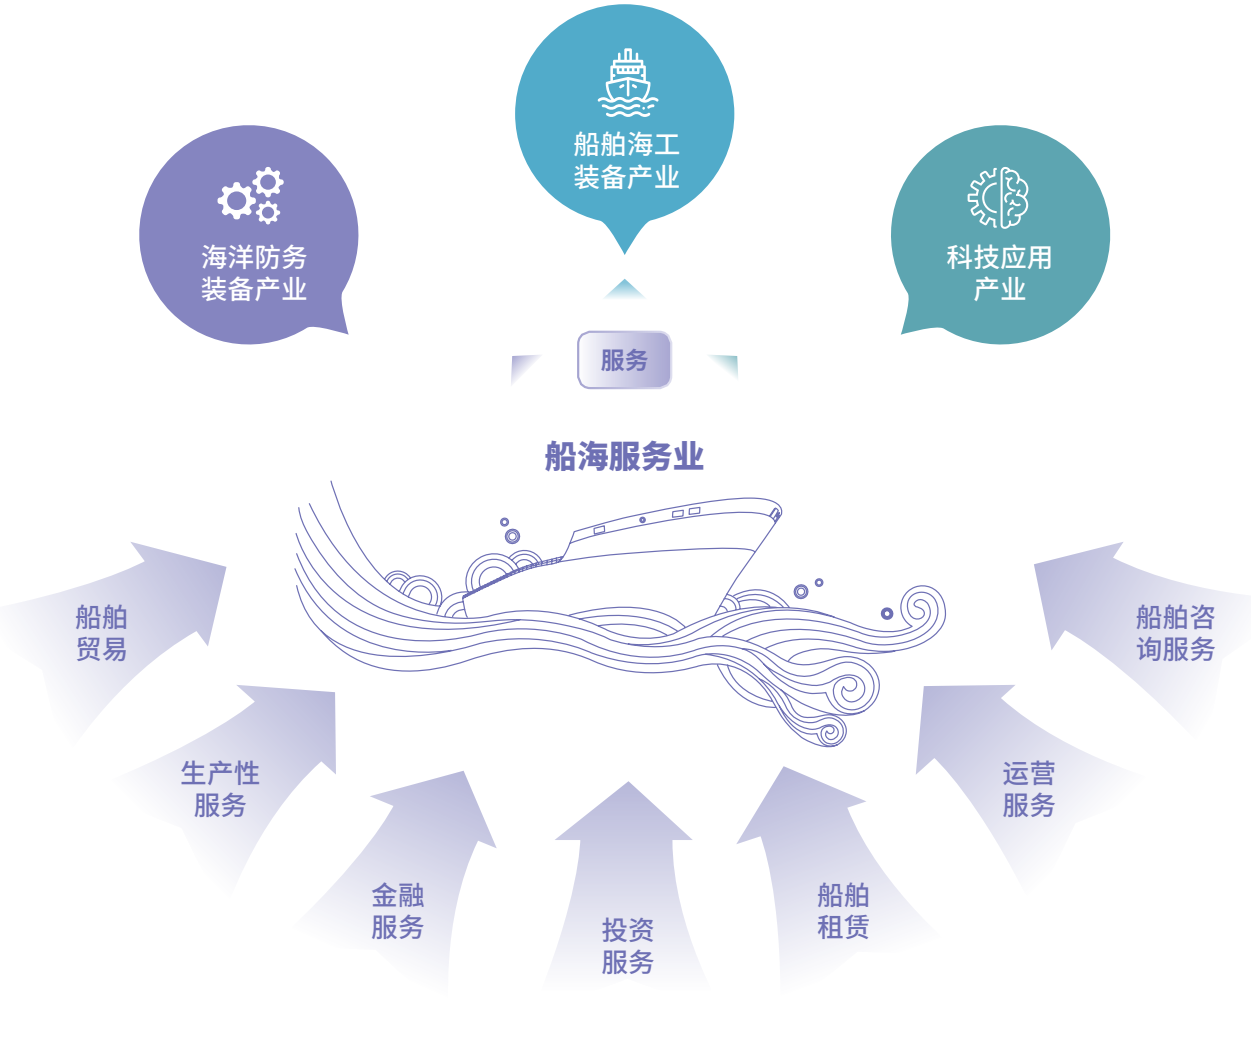 船舶海工
装备产业
海洋防务
装备产业
科技应用
产业
服务
船海服务业
船舶
贸易
生产性
服务
金融
服务
投资
服务
船舶
租赁
运营
服务
船舶咨
询服务